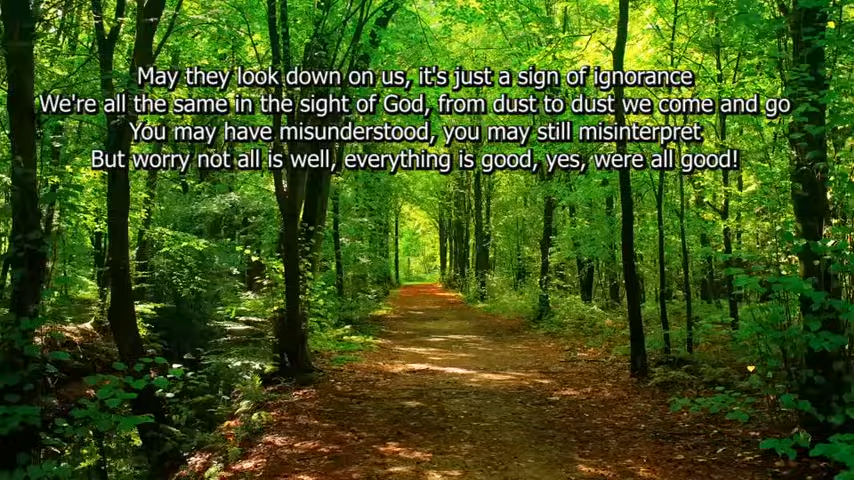 May they look down on us, it's just a sign of ignorance
We're all the same in the sight of God, from dust to dust we come and go
You may have misunderstood, you may still misinterpret
But worry not all is well, everything is good, yes, were all good!